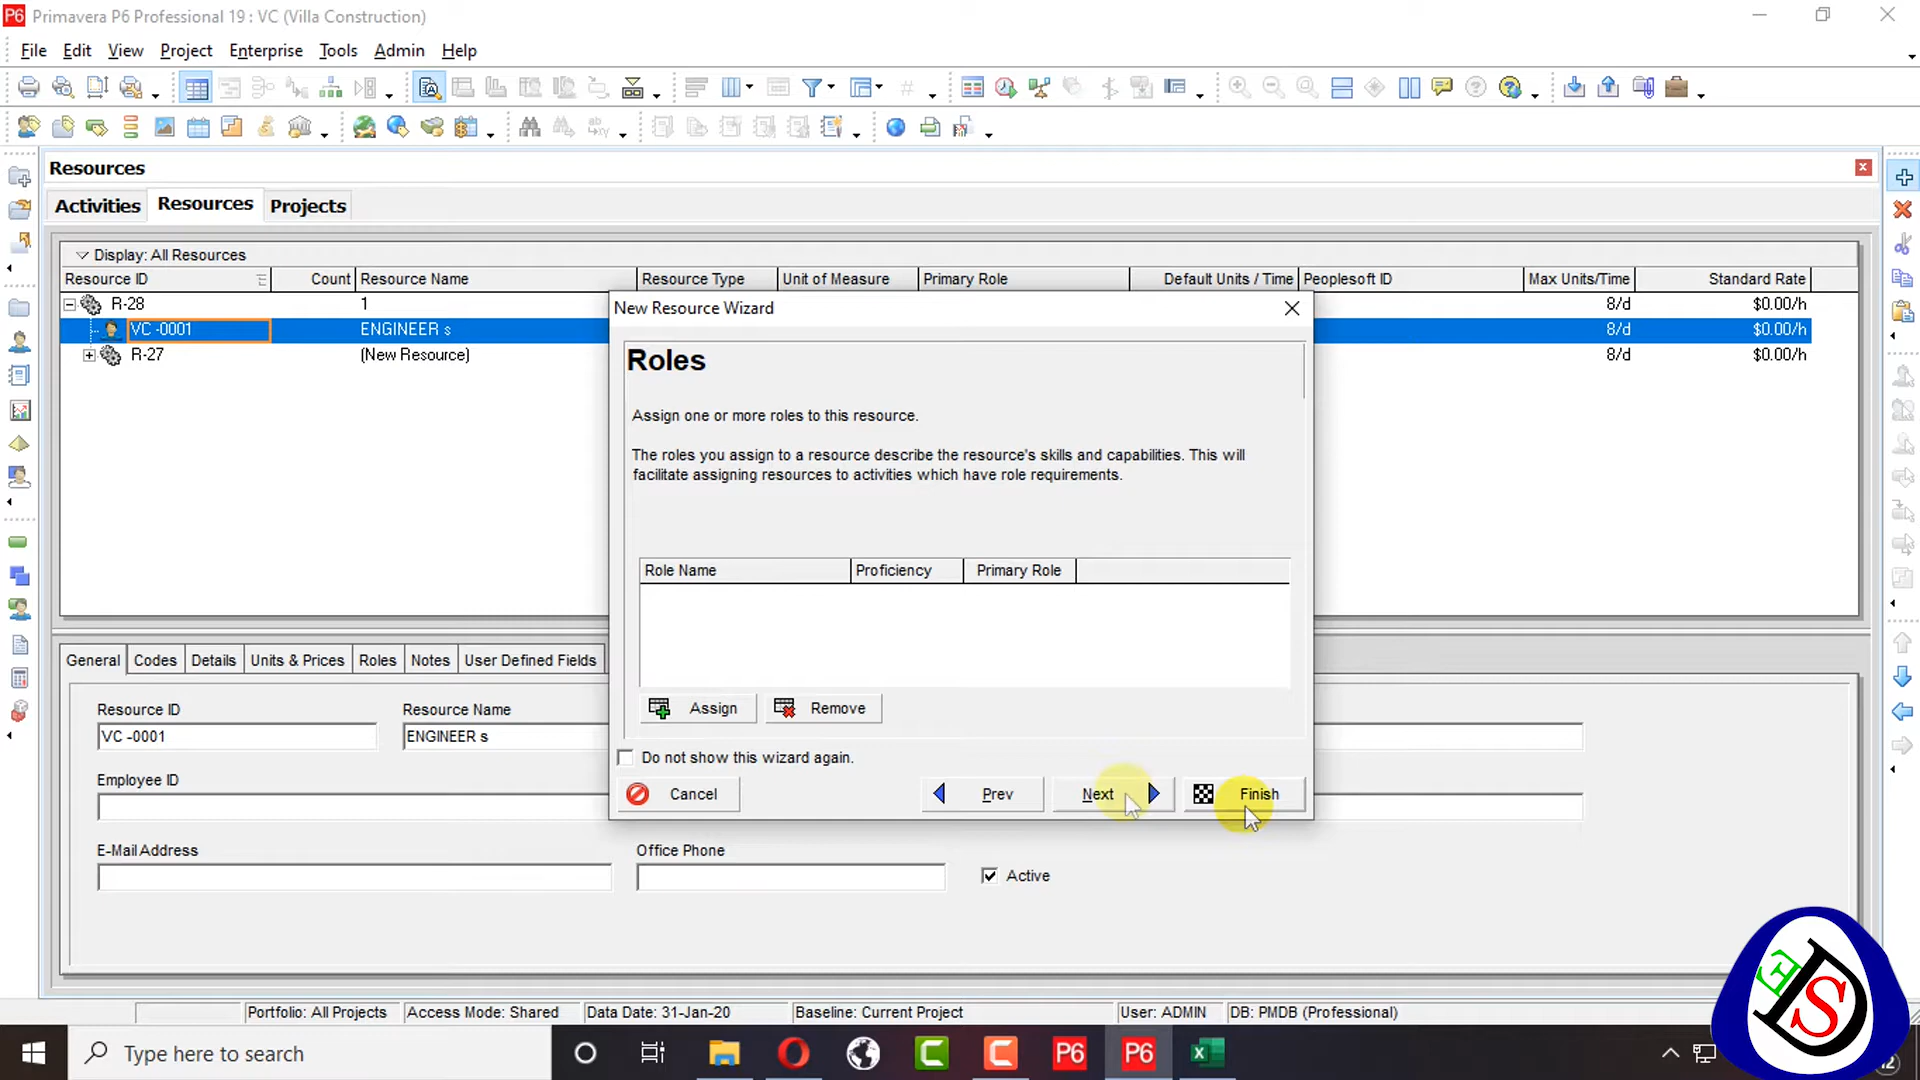 Primavera P6 Professional 19 : VC (Villa Construction)
File Edit View Project Enterprise Tools Admin Help
Resources
Activities Resources Projects
Display: All Resources
Resource ID Count Resource Name Resource Type Unit of Measure Primary Role Default Units / Time Peoplesoft ID Max Units/Time Standard Rate
R-28 1 8/d $0.00/h
VC -0001 ENGINEER s 8/d $0.00/h
R-27 (New Resource) 8/d $0.00/h
New Resource Wizard
Roles
Assign one or more roles to this resource.
The roles you assign to a resource describe the resource's skills and capabilities. This will
facilitate assigning resources to activities which have role requirements.
Role Name Proficiency Primary Role
Assign Remove
Do not show this wizard again.
Cancel Prev Next Finish
General Codes Details Units & Prices Roles Notes User Defined Fields
Resource ID Resource Name
VC -0001 ENGINEER s
Employee ID
E-Mail Address Office Phone
Active
Portfolio: All Projects Access Mode: Shared Data Date: 31-Jan-20 Baseline: Current Project User: ADMIN DB: PMDB (Professional)
Type here to search